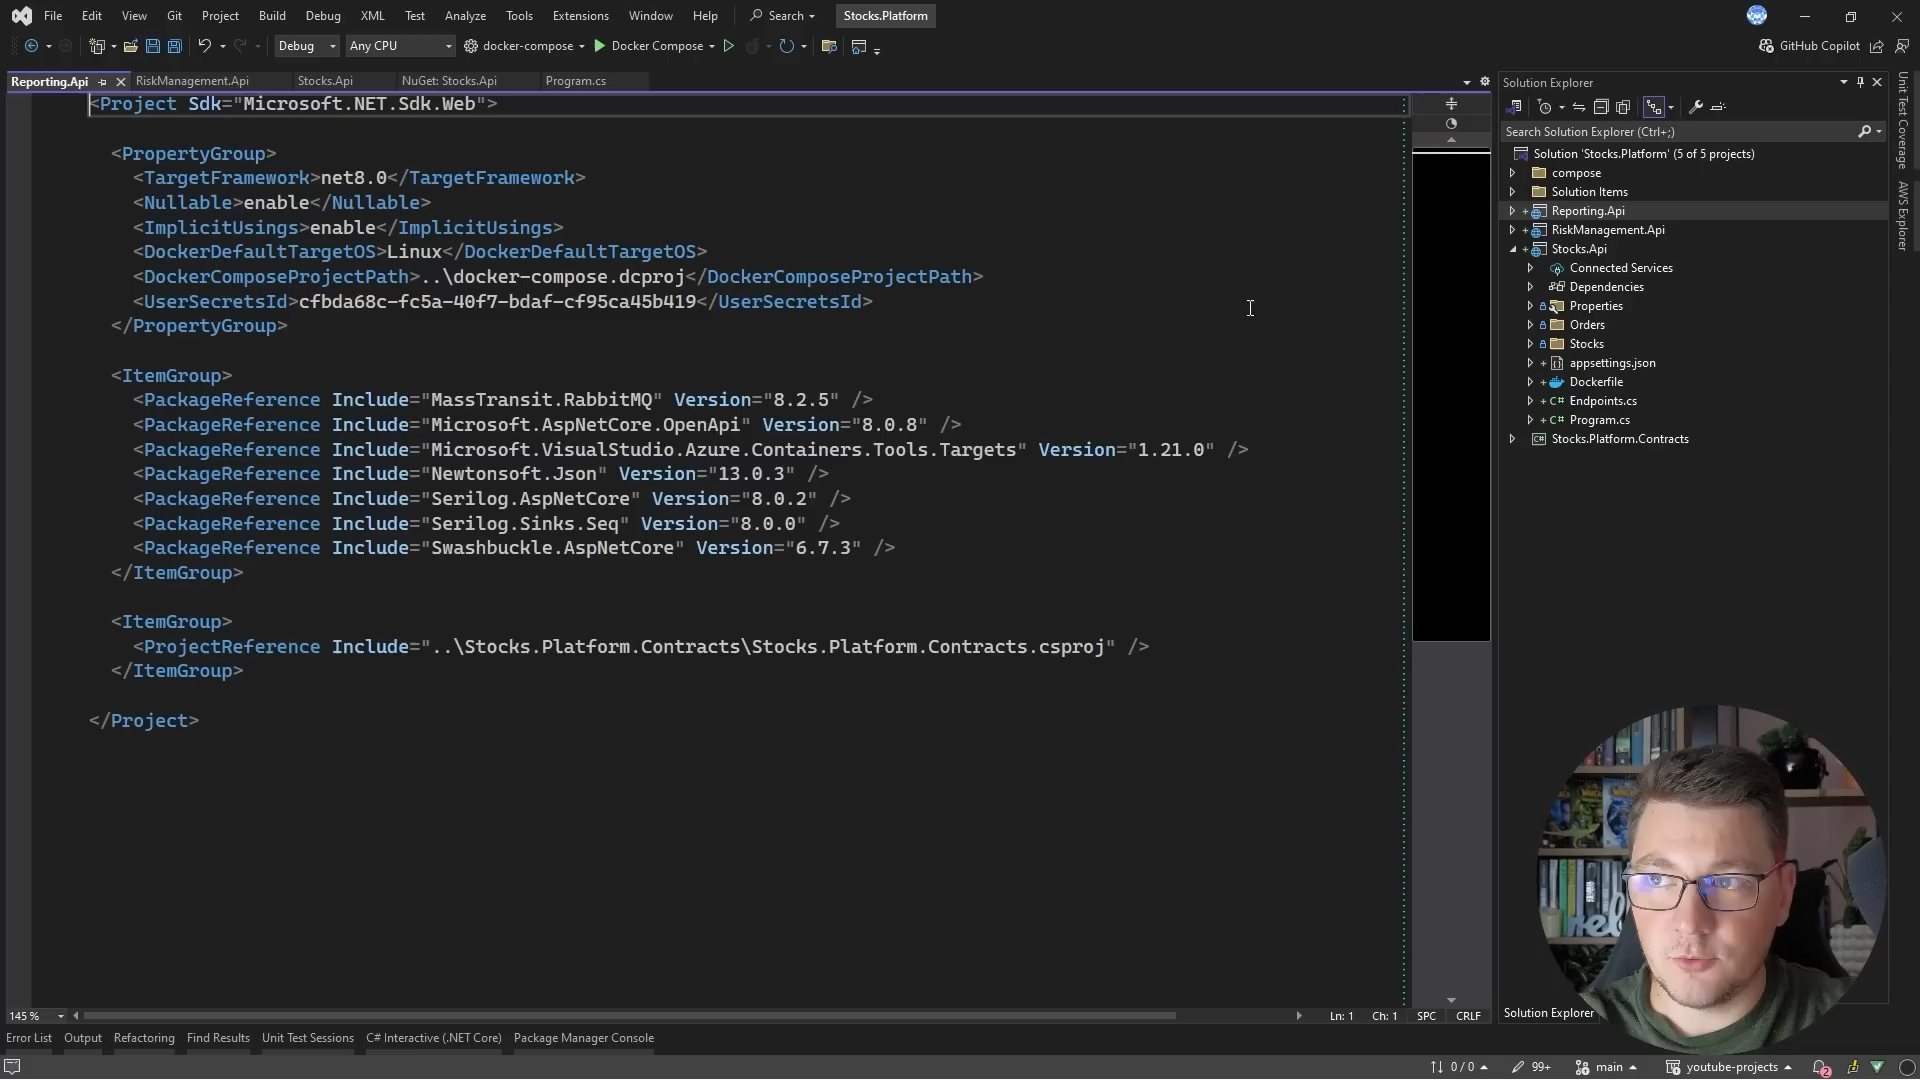 File Edit View Git Project Build Debug XML Test Analyze Tools Extensions Window Help Search Stocks.Platform
Debug Any CPU docker-compose Docker Compose GitHub Copilot
Reporting.Api RiskManagement.Api Stocks.Api NuGet: Stocks.Api Program.cs
<Project Sdk="Microsoft.NET.Sdk.Web">
<PropertyGroup>
<TargetFramework>net8.0</TargetFramework>
<Nullable>enable</Nullable>
<ImplicitUsings>enable</ImplicitUsings>
<DockerDefaultTargetOS>Linux</DockerDefaultTargetOS>
<DockerComposeProjectPath>..\docker-compose.dcproj</DockerComposeProjectPath>
<UserSecretsId>cfbda68c-fc5a-40f7-bdaf-cf95ca45b419</UserSecretsId>
</PropertyGroup>
<ItemGroup>
<PackageReference Include="MassTransit.RabbitMQ" Version="8.2.5" />
<PackageReference Include="Microsoft.AspNetCore.OpenApi" Version="8.0.8" />
<PackageReference Include="Microsoft.VisualStudio.Azure.Containers.Tools.Targets" Version="1.21.0" />
<PackageReference Include="Newtonsoft.Json" Version="13.0.3" />
<PackageReference Include="Serilog.AspNetCore" Version="8.0.2" />
<PackageReference Include="Serilog.Sinks.Seq" Version="8.0.0" />
<PackageReference Include="Swashbuckle.AspNetCore" Version="6.7.3" />
</ItemGroup>
<ItemGroup>
<ProjectReference Include="..\Stocks.Platform.Contracts\Stocks.Platform.Contracts.csproj" />
</ItemGroup>
</Project>
145 % Ln: 1 Ch: 1 SPC CRLF
Solution Explorer
Search Solution Explorer (Ctrl+;)
Solution 'Stocks.Platform' (5 of 5 projects)
compose
Solution Items
Reporting.Api
RiskManagement.Api
Stocks.Api
Connected Services
Dependencies
Properties
Orders
Stocks
appsettings.json
Dockerfile
Endpoints.cs
Program.cs
Stocks.Platform.Contracts
Solution Explorer
Unit Test Coverage
AWS Explorer
Error List Output Refactoring Find Results Unit Test Sessions C# Interactive (.NET Core) Package Manager Console
0 / 0 99+ main youtube-projects 2